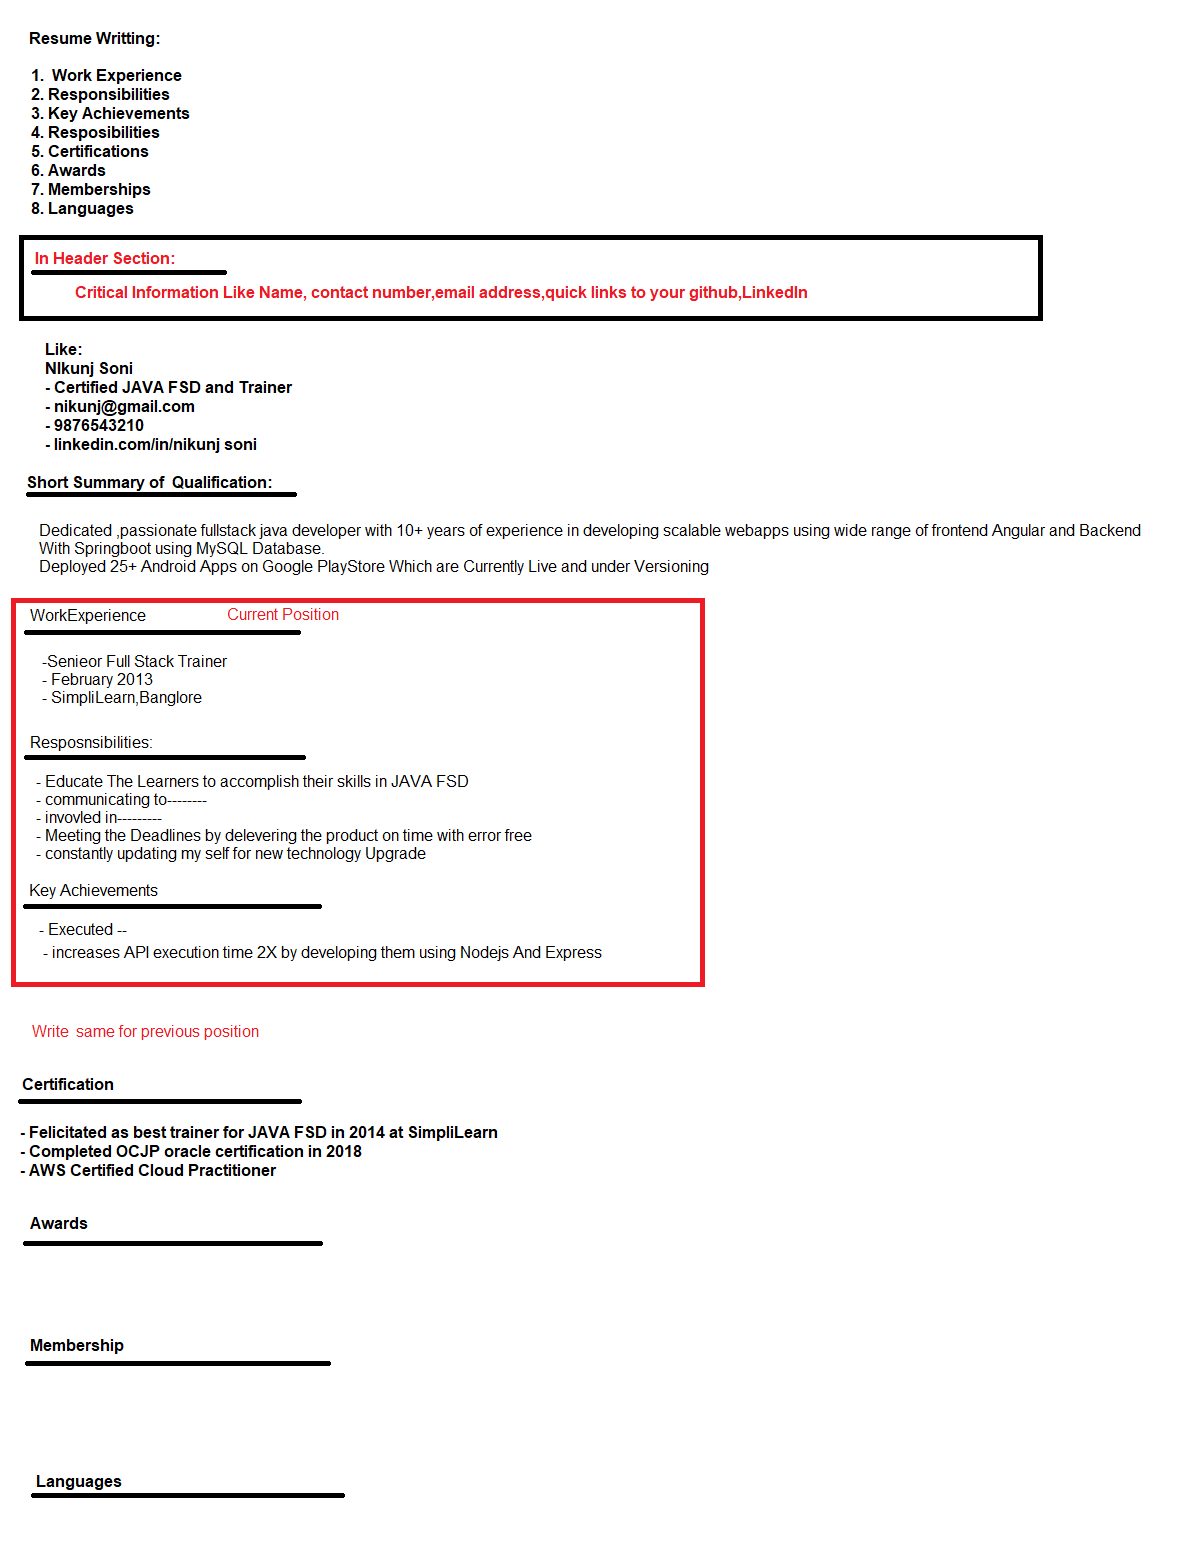 Resume Writting:
1.  Work Experience
2. Responsibilities
3. Key Achievements
4. Resposibilities
5. Certifications
6. Awards
7. Memberships
8. Languages
In Header Section:
Critical Information Like Name, contact number,email address,quick links to your github,LinkedIn
Like:
NIkunj Soni
- Certified JAVA FSD and Trainer
- nikunj@gmail.com
- 9876543210
- linkedin.com/in/nikunj soni
Short Summary of  Qualification:
Dedicated ,passionate fullstack java developer with 10+ years of experience in developing scalable webapps using wide range of frontend Angular and Backend
With Springboot using MySQL Database.
Deployed 25+ Android Apps on Google PlayStore Which are Currently Live and under Versioning
WorkExperience Current Position
-Senieor Full Stack Trainer
- February 2013
- SimpliLearn,Banglore
Resposnsibilities:
- Educate The Learners to accomplish their skills in JAVA FSD
- communicating to--------
- invovled in---------
- Meeting the Deadlines by delevering the product on time with error free
- constantly updating my self for new technology Upgrade
Key Achievements
- Executed --
- increases API execution time 2X by developing them using Nodejs And Express
Write  same for previous position
Certification
- Felicitated as best trainer for JAVA FSD in 2014 at SimpliLearn
- Completed OCJP oracle certification in 2018
- AWS Certified Cloud Practitioner
Awards
Membership
Languages